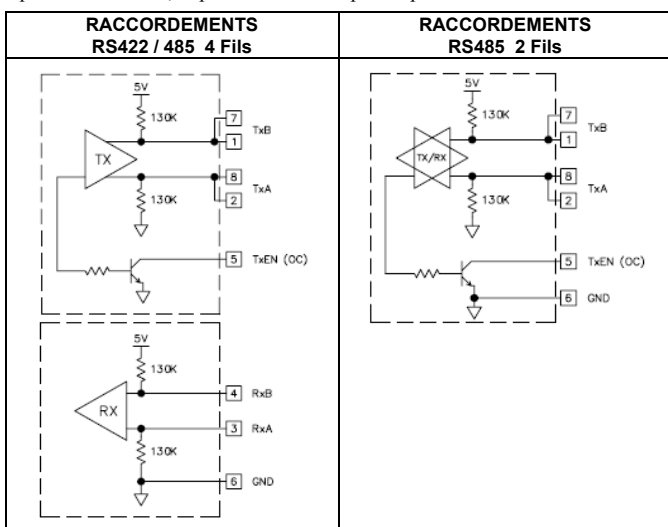 RACCORDEMENTS
RS422 / 485 4 Fils
RACCORDEMENTS
RS485 2 Fils
5V
130K
7
TxB
1
TX
8
TxA
2
130K
5 TxEN (OC)
5V
130K
4 RxB
RX
3 RxA
130K
6 GND
5V
130K
7
TxB
1
TX/RX
8
TxA
2
130K
5 TxEN (OC)
6 GND